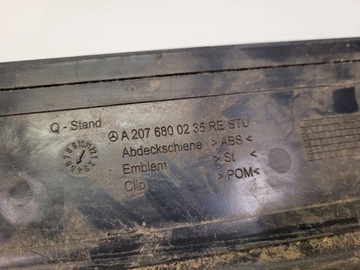 Q - Stand
A 207 680 02 35 RE STU
Abdeckschiene >ABS<
Emblem > St <
Clip >POM<